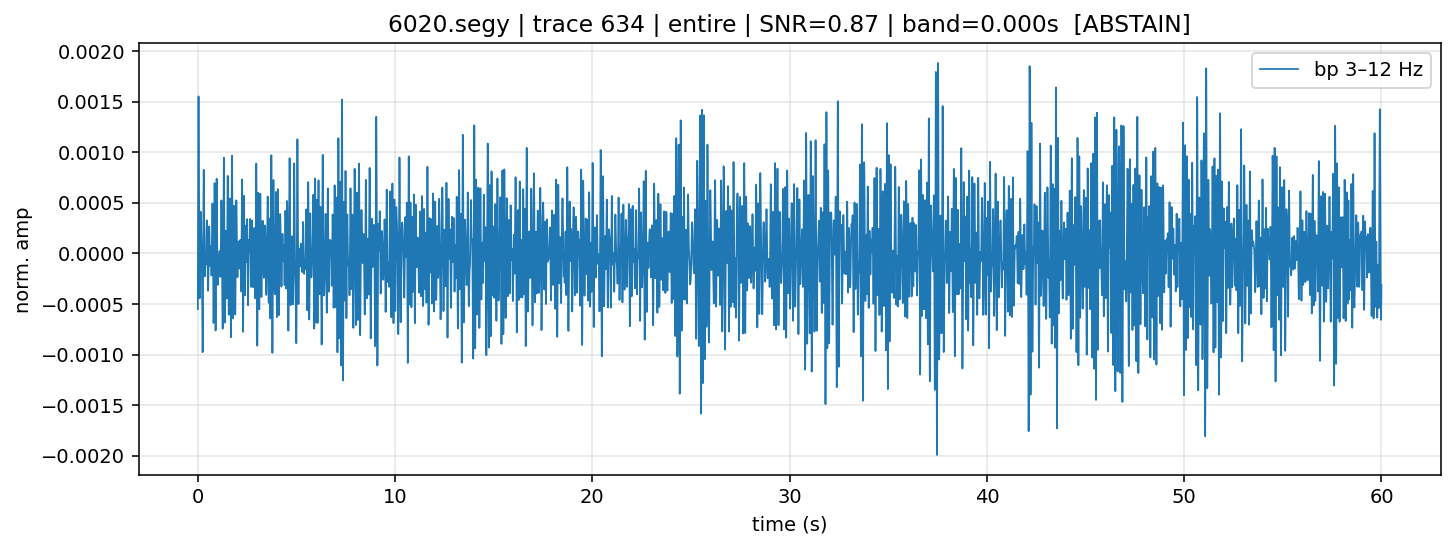 6020.segy | trace 634 | entire | SNR=0.87 | band=0.000s  [ABSTAIN]
bp 3–12 Hz
norm. amp
0.0020
0.0015
0.0010
0.0005
0.0000
−0.0005
−0.0010
−0.0015
−0.0020
0 10 20 30 40 50 60
time (s)